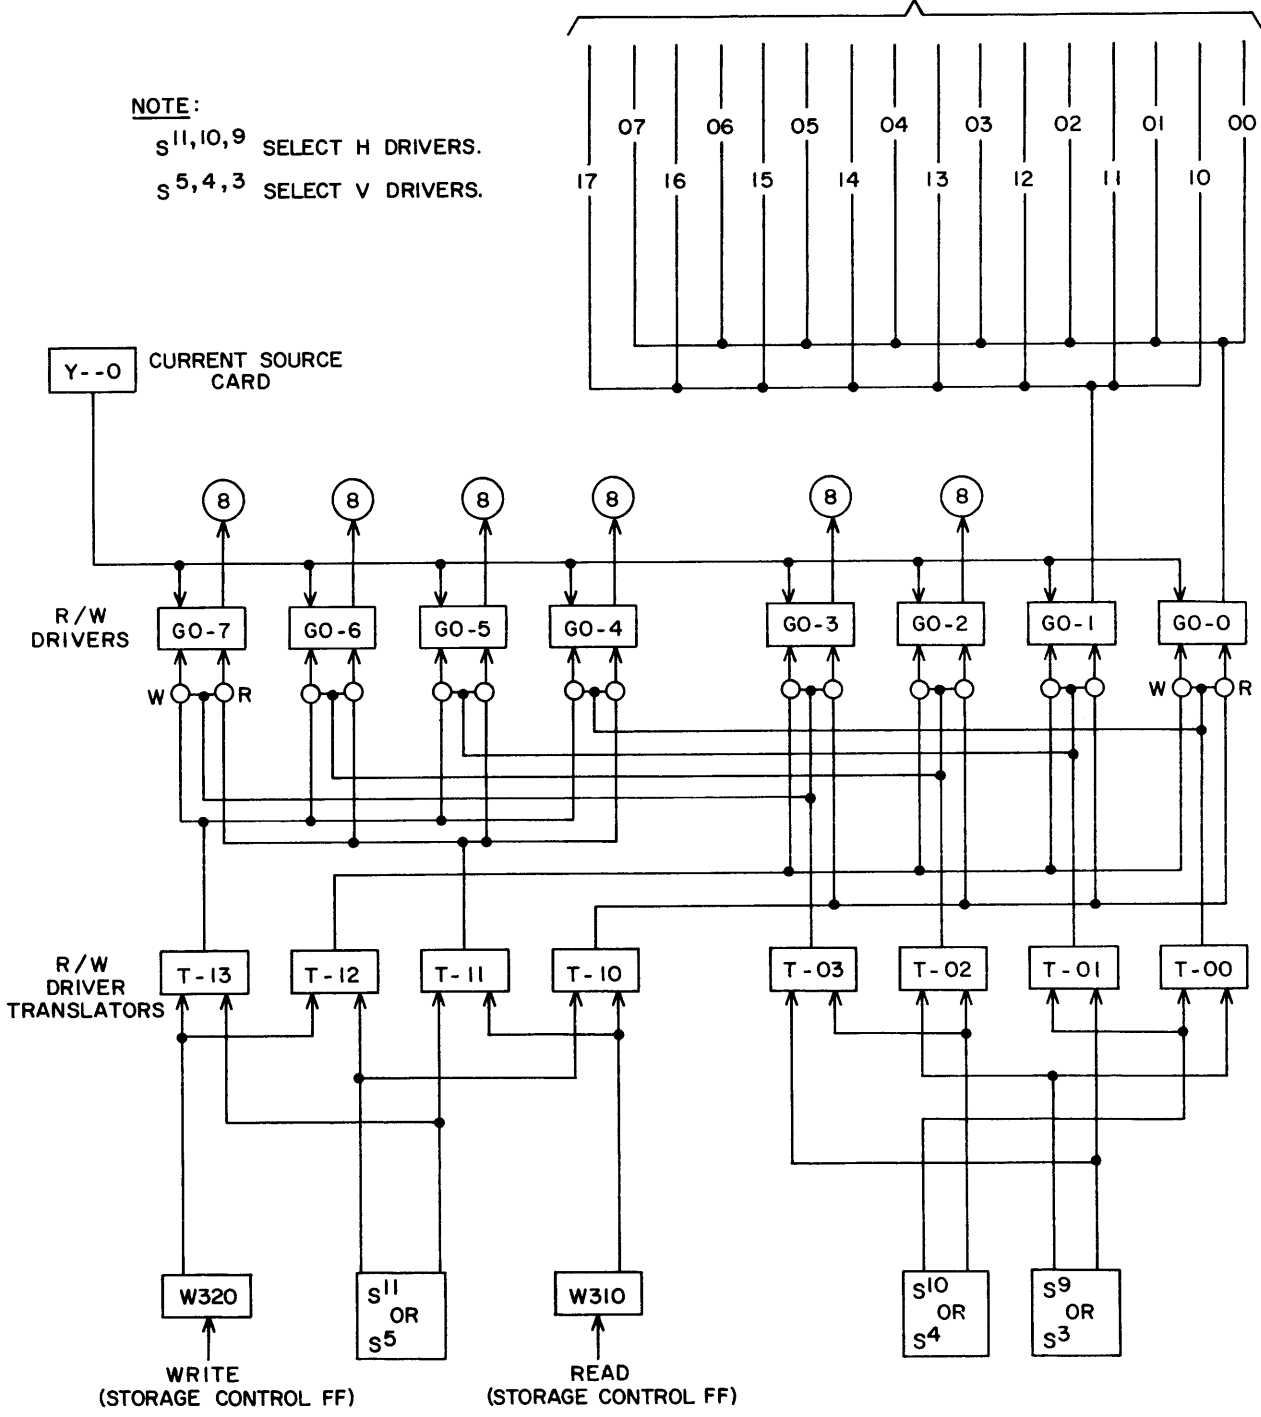 NOTE:
S11,10,9 SELECT H DRIVERS.
S5,4,3 SELECT V DRIVERS.
07 06 05 04 03 02 01 00
17 16 15 14 13 12 11 10
Y--0 CURRENT SOURCE
CARD
8 8 8 8 8 8
R/W
DRIVERS
GO-7 GO-6 GO-5 GO-4 GO-3 GO-2 GO-1 GO-0
W R W R
R/W
DRIVER
TRANSLATORS
T-13 T-12 T-11 T-10 T-03 T-02 T-01 T-00
W320
S11
OR
S5
W310
S10
OR
S4
S9
OR
S3
WRITE
(STORAGE CONTROL FF)
READ
(STORAGE CONTROL FF)